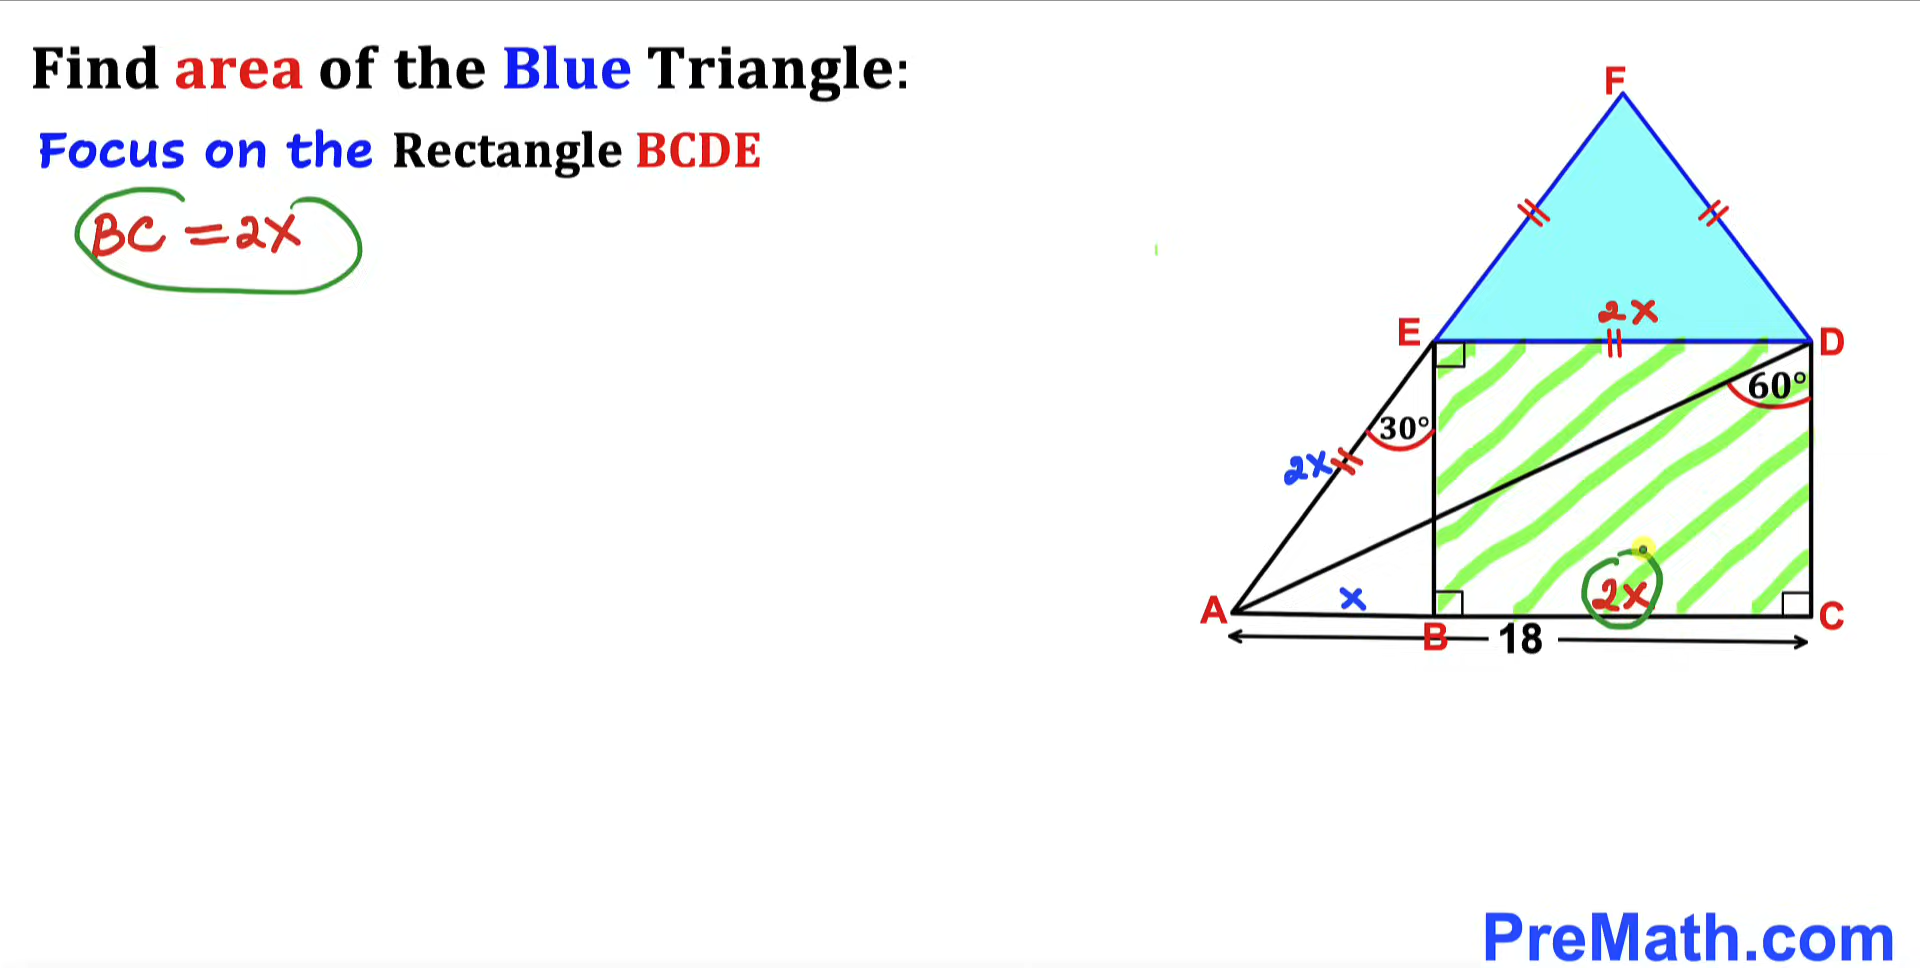 Find area of the Blue Triangle:
Focus on the Rectangle BCDE
BC = 2X
F
2X
E
D
60°
30°
2X
2X
X
A
C
B
18
PreMath.com